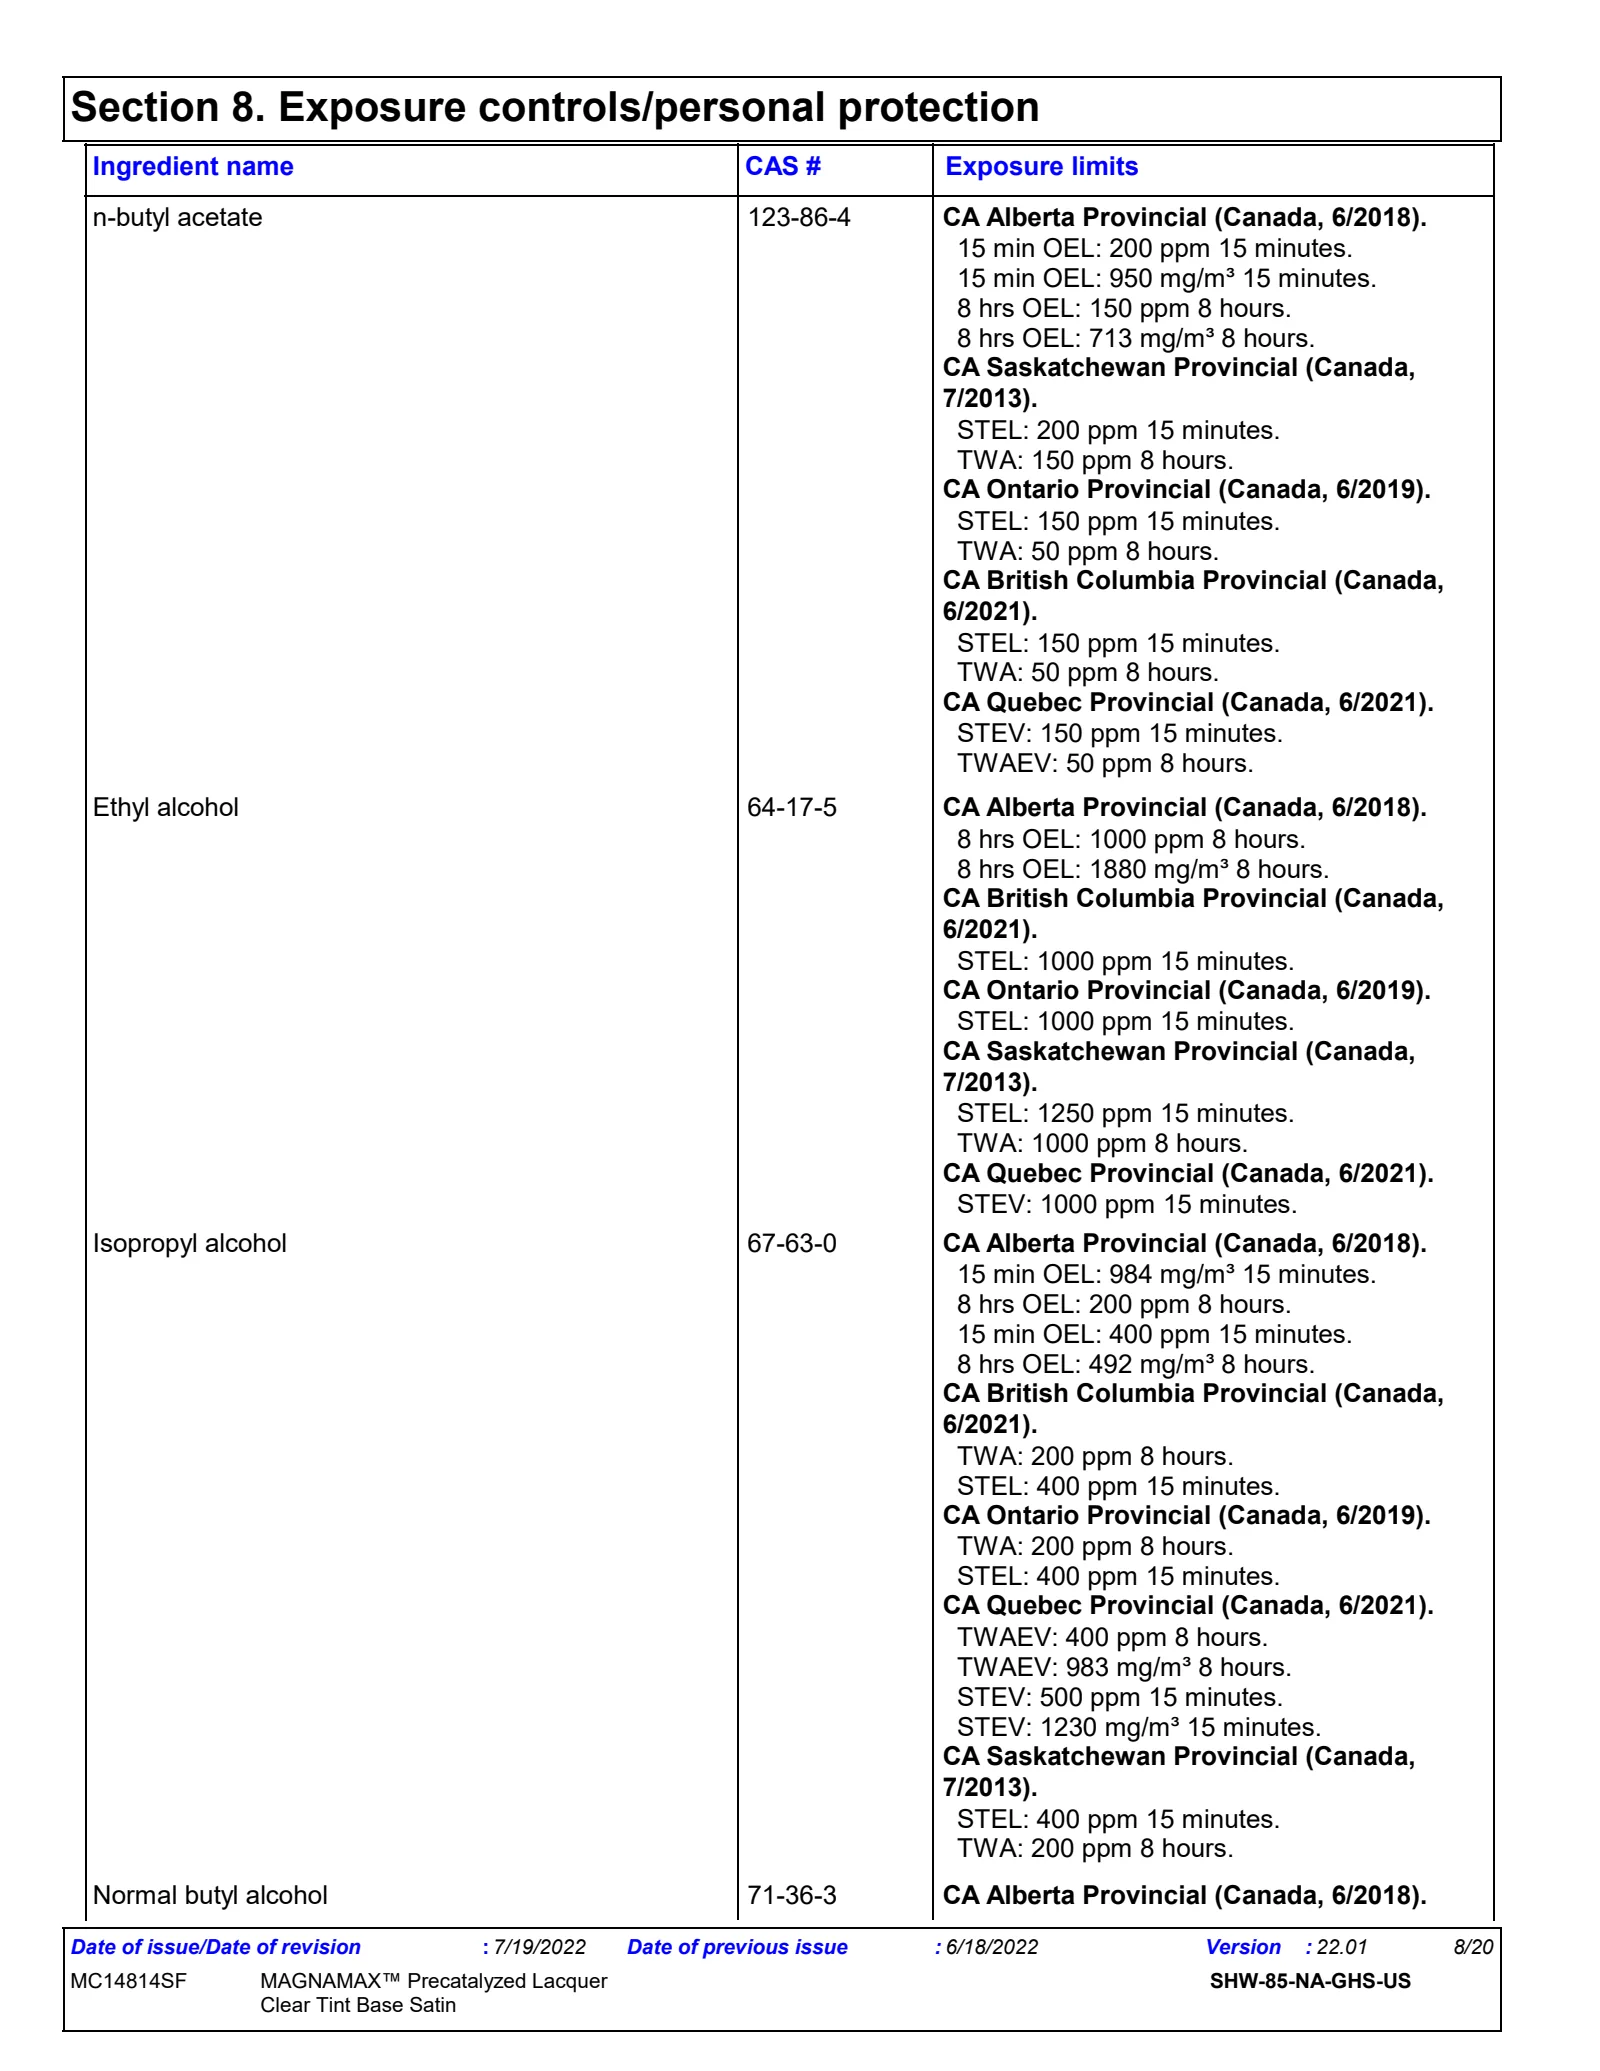 Section 8. Exposure controls/personal protection
Ingredient name CAS # Exposure limits
n-butyl acetate 123-86-4 CA Alberta Provincial (Canada, 6/2018).
15 min OEL: 200 ppm 15 minutes.
15 min OEL: 950 mg/m³ 15 minutes.
8 hrs OEL: 150 ppm 8 hours.
8 hrs OEL: 713 mg/m³ 8 hours.
CA Saskatchewan Provincial (Canada,
7/2013).
STEL: 200 ppm 15 minutes.
TWA: 150 ppm 8 hours.
CA Ontario Provincial (Canada, 6/2019).
STEL: 150 ppm 15 minutes.
TWA: 50 ppm 8 hours.
CA British Columbia Provincial (Canada,
6/2021).
STEL: 150 ppm 15 minutes.
TWA: 50 ppm 8 hours.
CA Quebec Provincial (Canada, 6/2021).
STEV: 150 ppm 15 minutes.
TWAEV: 50 ppm 8 hours.
Ethyl alcohol 64-17-5 CA Alberta Provincial (Canada, 6/2018).
8 hrs OEL: 1000 ppm 8 hours.
8 hrs OEL: 1880 mg/m³ 8 hours.
CA British Columbia Provincial (Canada,
6/2021).
STEL: 1000 ppm 15 minutes.
CA Ontario Provincial (Canada, 6/2019).
STEL: 1000 ppm 15 minutes.
CA Saskatchewan Provincial (Canada,
7/2013).
STEL: 1250 ppm 15 minutes.
TWA: 1000 ppm 8 hours.
CA Quebec Provincial (Canada, 6/2021).
STEV: 1000 ppm 15 minutes.
Isopropyl alcohol 67-63-0 CA Alberta Provincial (Canada, 6/2018).
15 min OEL: 984 mg/m³ 15 minutes.
8 hrs OEL: 200 ppm 8 hours.
15 min OEL: 400 ppm 15 minutes.
8 hrs OEL: 492 mg/m³ 8 hours.
CA British Columbia Provincial (Canada,
6/2021).
TWA: 200 ppm 8 hours.
STEL: 400 ppm 15 minutes.
CA Ontario Provincial (Canada, 6/2019).
TWA: 200 ppm 8 hours.
STEL: 400 ppm 15 minutes.
CA Quebec Provincial (Canada, 6/2021).
TWAEV: 400 ppm 8 hours.
TWAEV: 983 mg/m³ 8 hours.
STEV: 500 ppm 15 minutes.
STEV: 1230 mg/m³ 15 minutes.
CA Saskatchewan Provincial (Canada,
7/2013).
STEL: 400 ppm 15 minutes.
TWA: 200 ppm 8 hours.
Normal butyl alcohol 71-36-3 CA Alberta Provincial (Canada, 6/2018).
Date of issue/Date of revision : 7/19/2022 Date of previous issue : 6/18/2022 Version : 22.01 8/20
MC14814SF MAGNAMAX™ Precatalyzed Lacquer SHW-85-NA-GHS-US
Clear Tint Base Satin